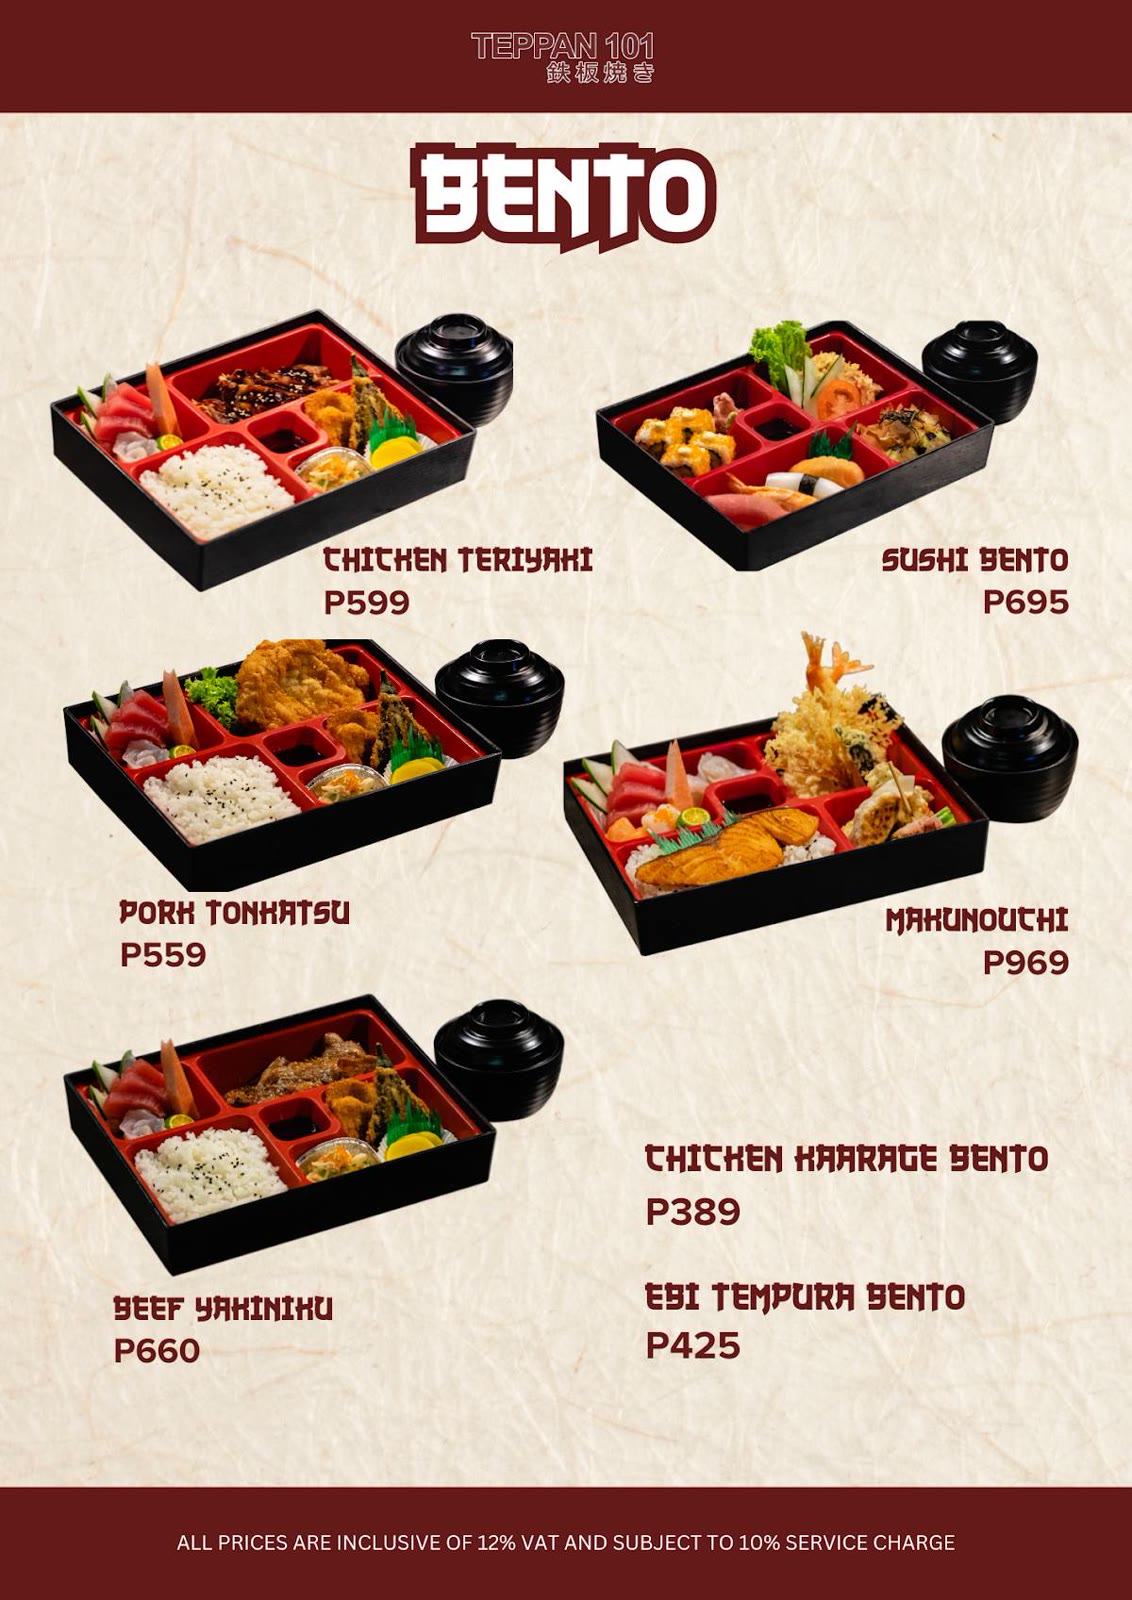 TEPPAN 101
鉄板焼き
BENTO
CHICKEN TERIYAKI
P599
SUSHI BENTO
P695
PORK TONKATSU
P559
MAKUNOUCHI
P969
BEEF YAKINIKU
P660
CHICKEN KAARAGE BENTO
P389
EBI TEMPURA BENTO
P425
ALL PRICES ARE INCLUSIVE OF 12% VAT AND SUBJECT TO 10% SERVICE CHARGE